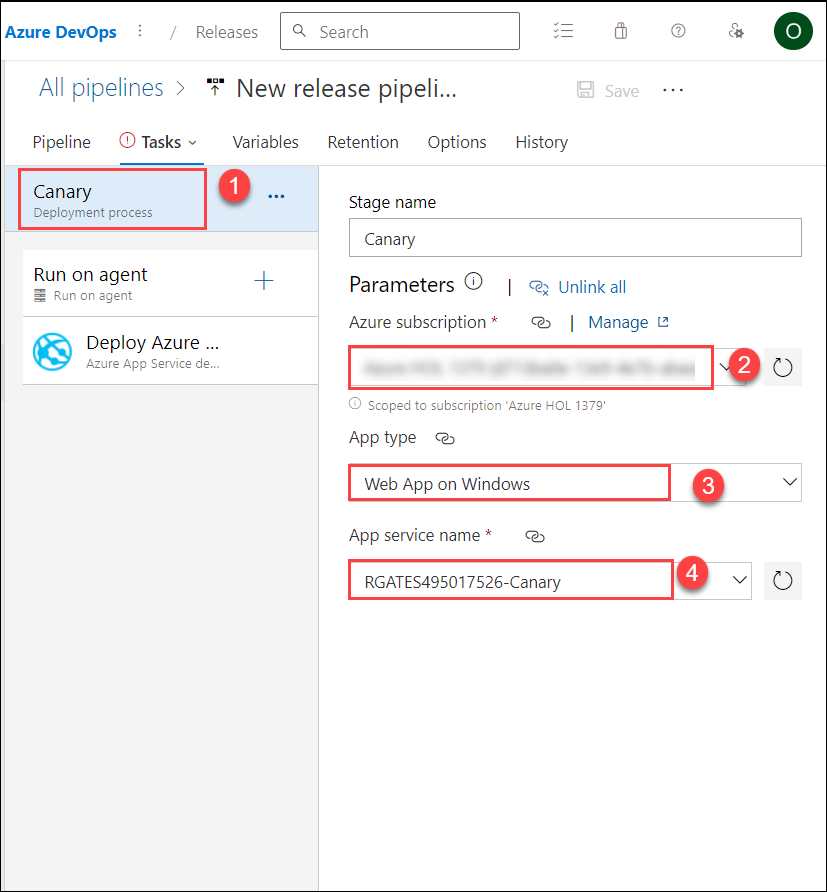 Azure DevOps / Releases Search O
All pipelines > New release pipeli... Save ...
Pipeline Tasks Variables Retention Options History
Canary 1 ...
Deployment process
Run on agent
Run on agent
Deploy Azure ...
Azure App Service de...
Stage name
Canary
Parameters | Unlink all
Azure subscription * | Manage
2
Scoped to subscription 'Azure HOL 1379'
App type
Web App on Windows 3
App service name *
RGATES495017526-Canary 4